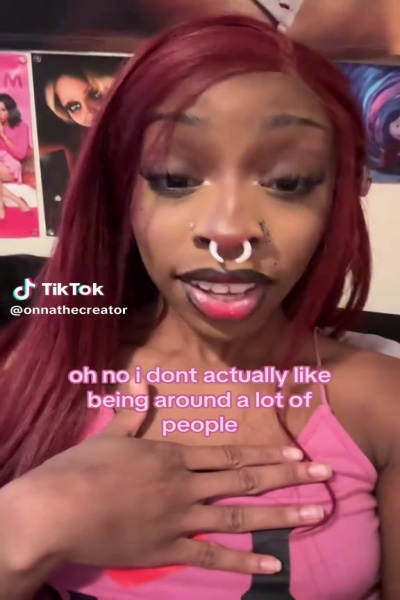 M
TikTok
@onnathecreator
oh no i dont actually like
being around a lot of
people